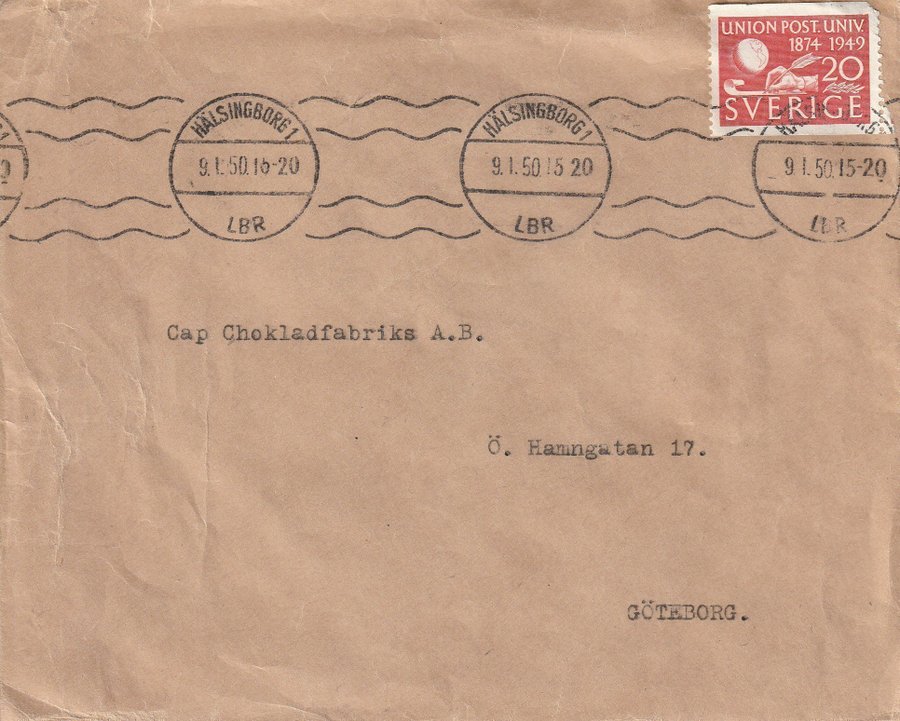 UNION POST. UNIV.
1874 1949
20
SVERIGE
HÄLSINGBORG 1
9.1.50.15-20
LBR
HÄLSINGBORG 1
9.1.50.15 20
LBR
9.1.50.15-20
LBR
Cap Chokladfabriks A.B.
Ö. Hamngatan 17.
GÖTEBORG.